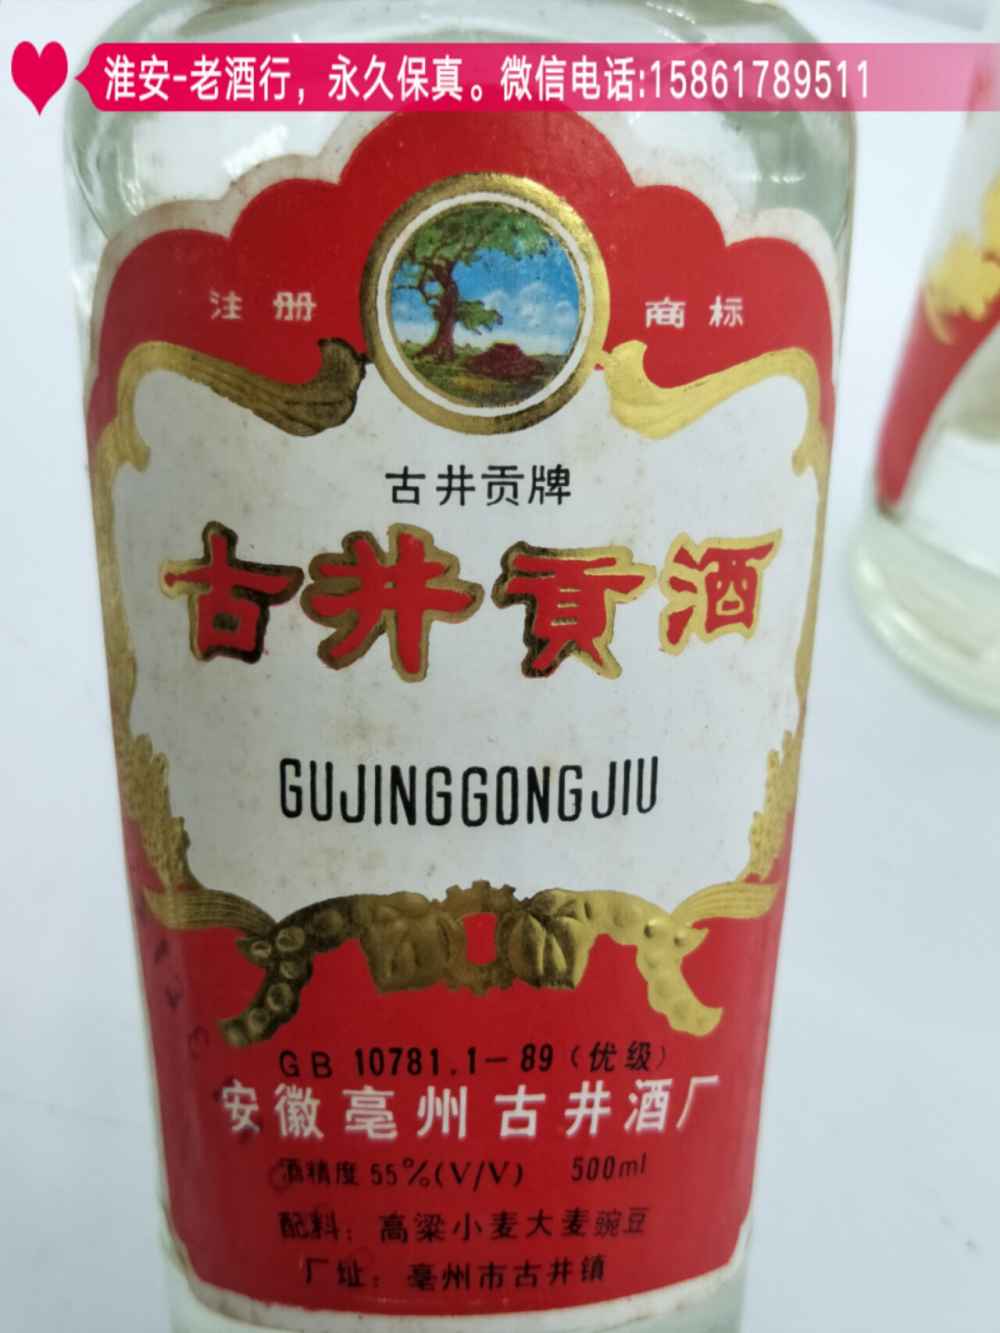 淮安-老酒行，永久保真。微信电话:15861789511
注册 商标
古井贡牌
古井贡酒
GUJINGGONGJIU
GB 10781.1-89(优级)
安徽亳州古井酒厂
酒精度 55%(V/V) 500ml
配料：高粱小麦大麦豌豆
厂址：亳州市古井镇